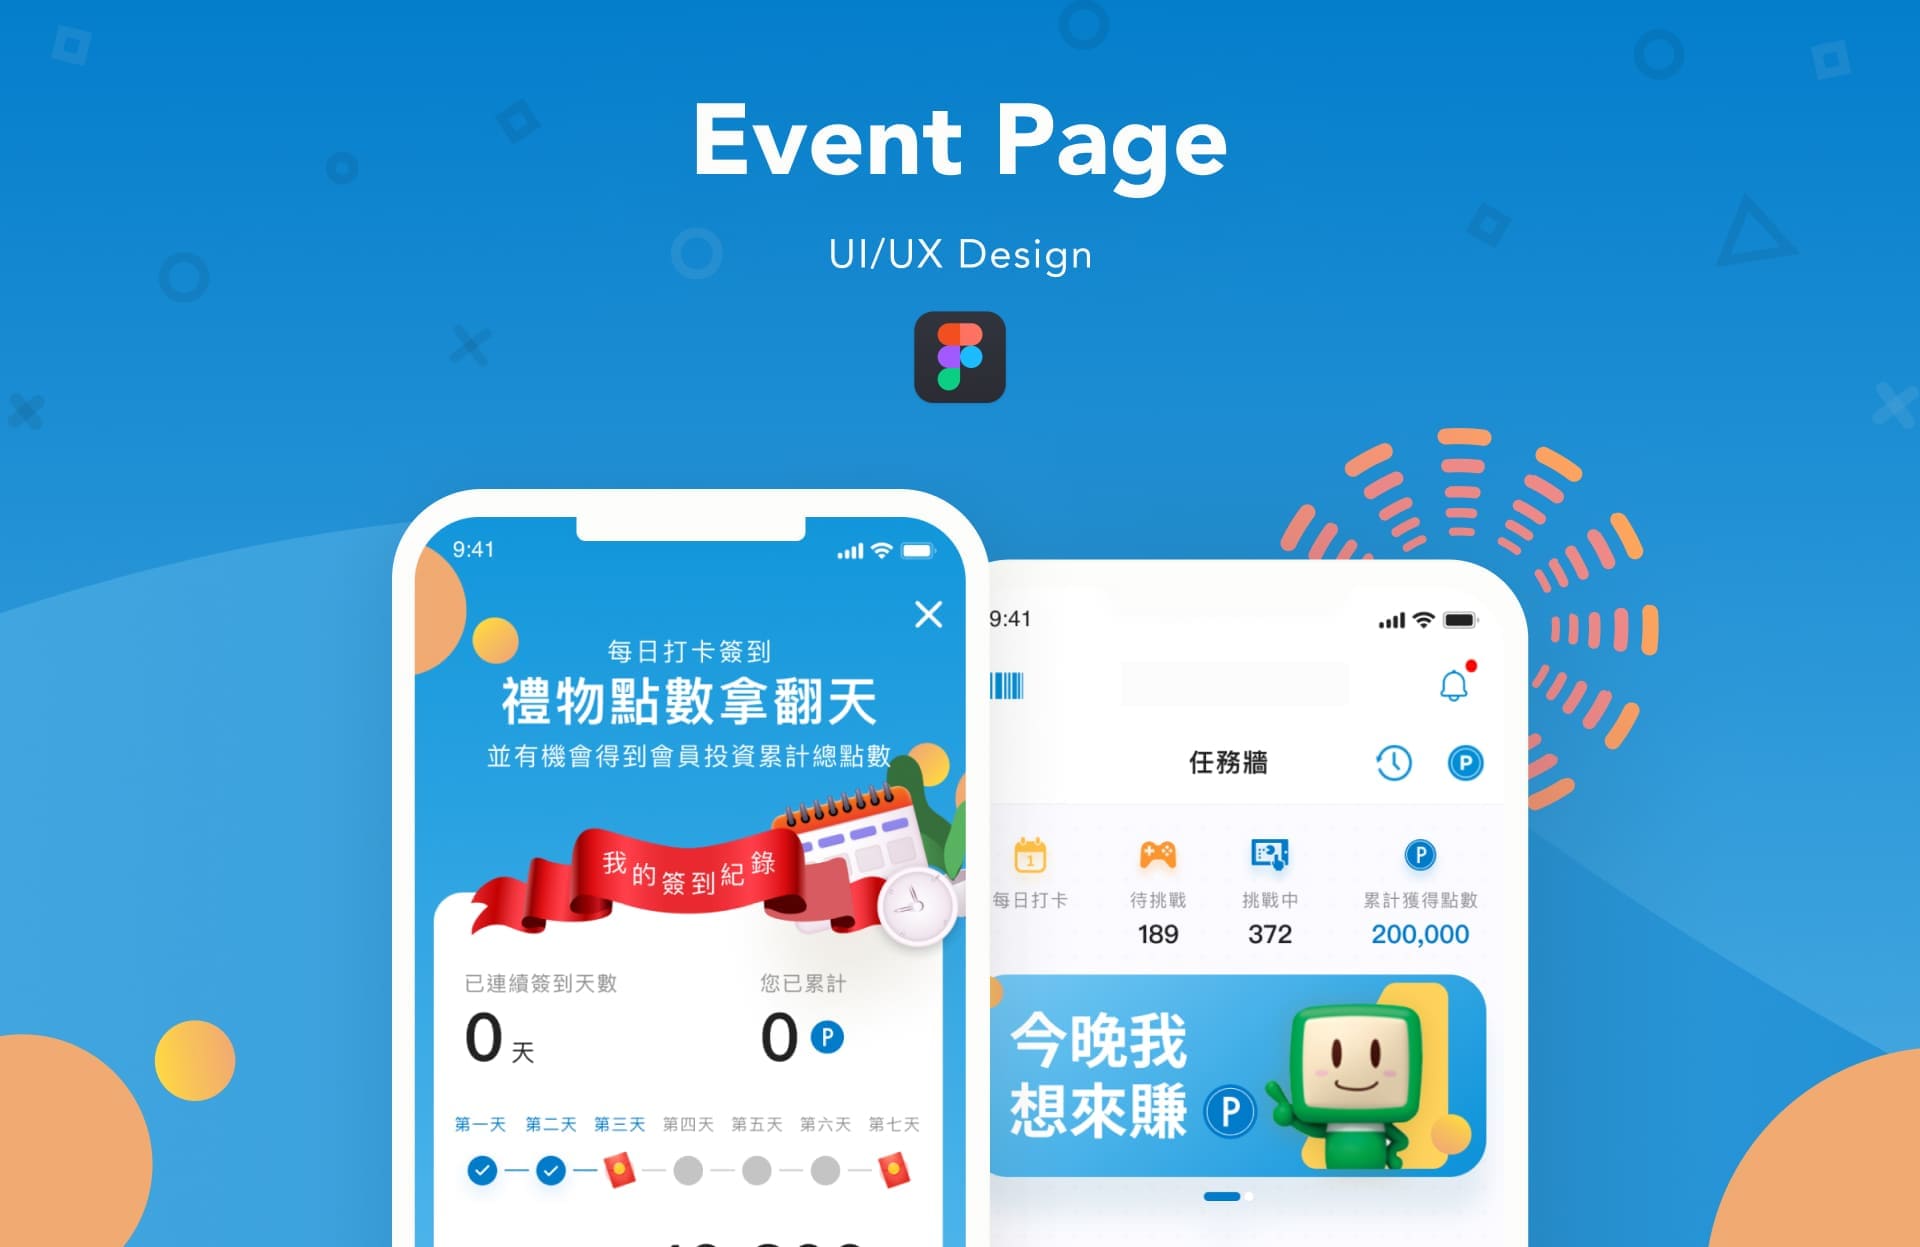 Event Page
UI/UX Design
9:41
每日打卡簽到
禮物點數拿翻天
並有機會得到會員投資累計總點數
我的簽到紀錄
已連續簽到天數
您已累計
0 天
0 P
第一天 第二天 第三天 第四天 第五天 第六天 第七天
9:41
任務牆
P
1
P
每日打卡
待挑戰
挑戰中
累計獲得點數
189
372
200,000
今晚我
想來賺 P